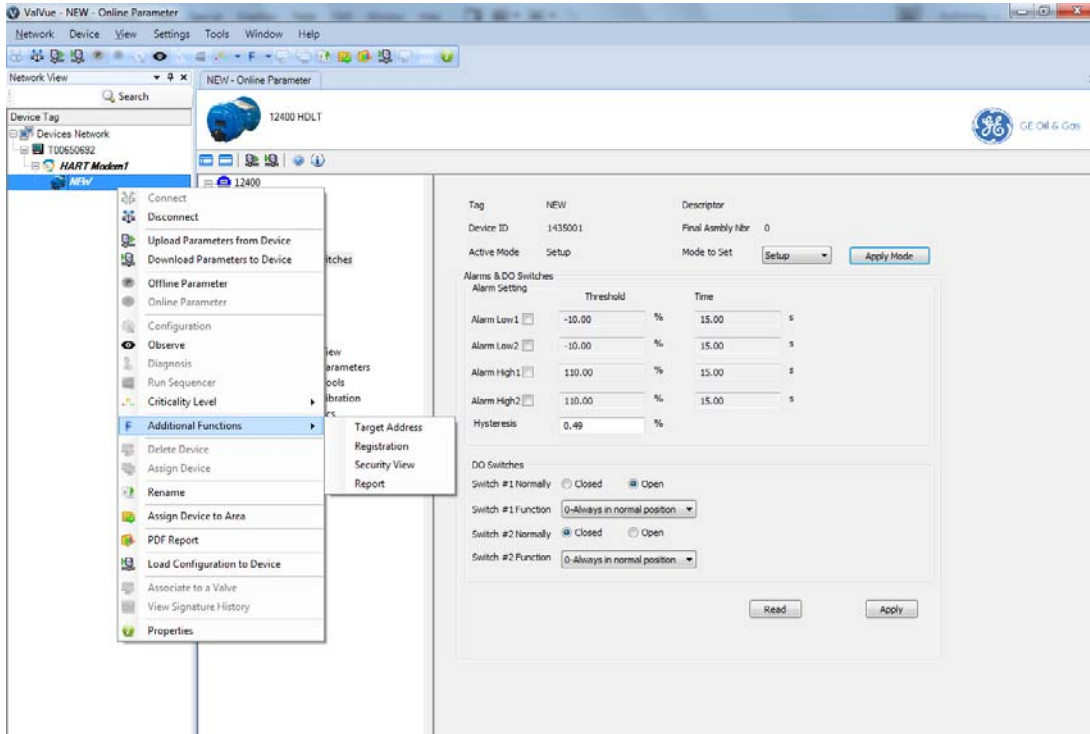 ValVue - NEW - Online Parameter
Network Device View Settings Tools Window Help
Network View
Search
Device Tag
Devices Network
T00650692
HART Modem1
NEW
NEW - Online Parameter
12400 HDLT
GE Oil & Gas
12400
Connect
Disconnect
Upload Parameters from Device
Download Parameters to Device
Offline Parameter
Online Parameter
Configuration
Observe
Diagnosis
Run Sequencer
Criticality Level
F Additional Functions
Delete Device
Assign Device
Rename
Assign Device to Area
PDF Report
Load Configuration to Device
Associate to a Valve
View Signature History
Properties
Target Address
Registration
Security View
Report
itches
iew
arameters
ools
ibration
cs
Tag NEW Descriptor
Device ID 1435001 Final Asmbly Nbr 0
Active Mode Setup Mode to Set Setup Apply Mode
Alarms & DO Switches
Alarm Setting
Threshold Time
Alarm Low1 -10.00 % 15.00 s
Alarm Low2 -10.00 % 15.00 s
Alarm High1 110.00 % 15.00 s
Alarm High2 110.00 % 15.00 s
Hysteresis 0.49 %
DO Switches
Switch #1 Normally Closed Open
Switch #1 Function 0-Always in normal position
Switch #2 Normally Closed Open
Switch #2 Function 0-Always in normal position
Read Apply